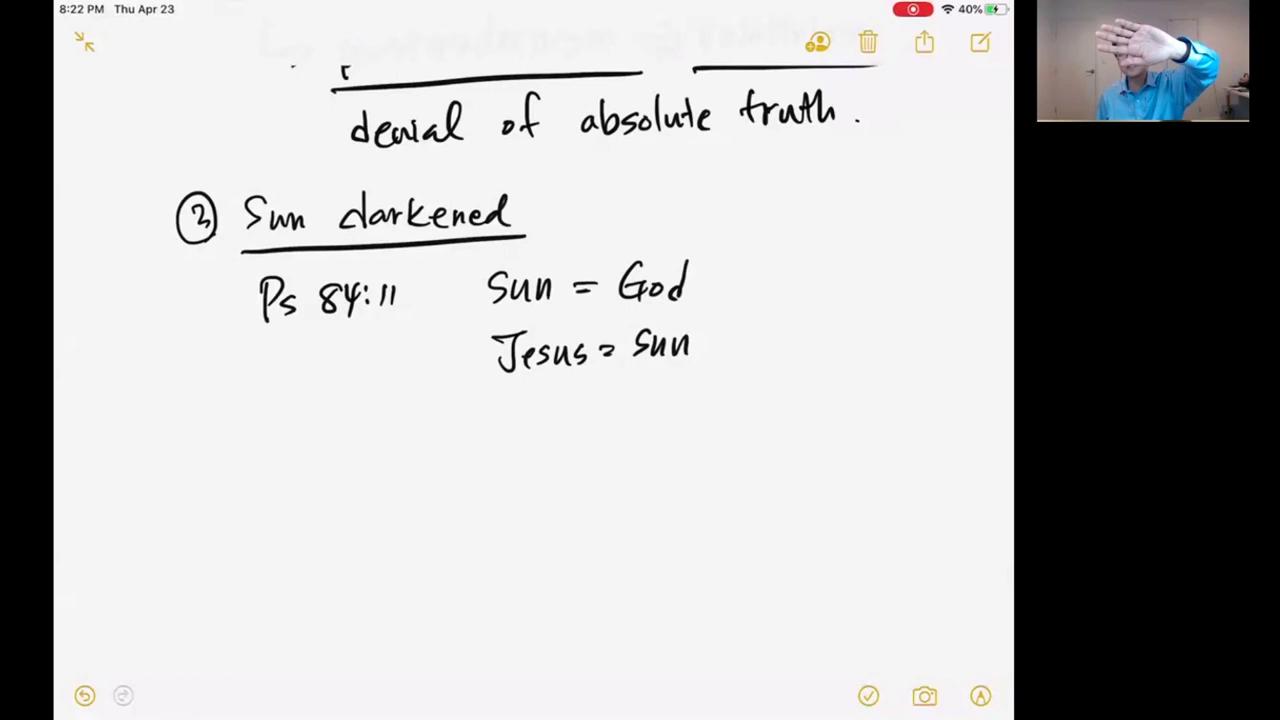 8:22 PM Thu Apr 23 40%
denial of absolute truth.
② Sun darkened
Ps 84:11 Sun = God
Jesus = Sun